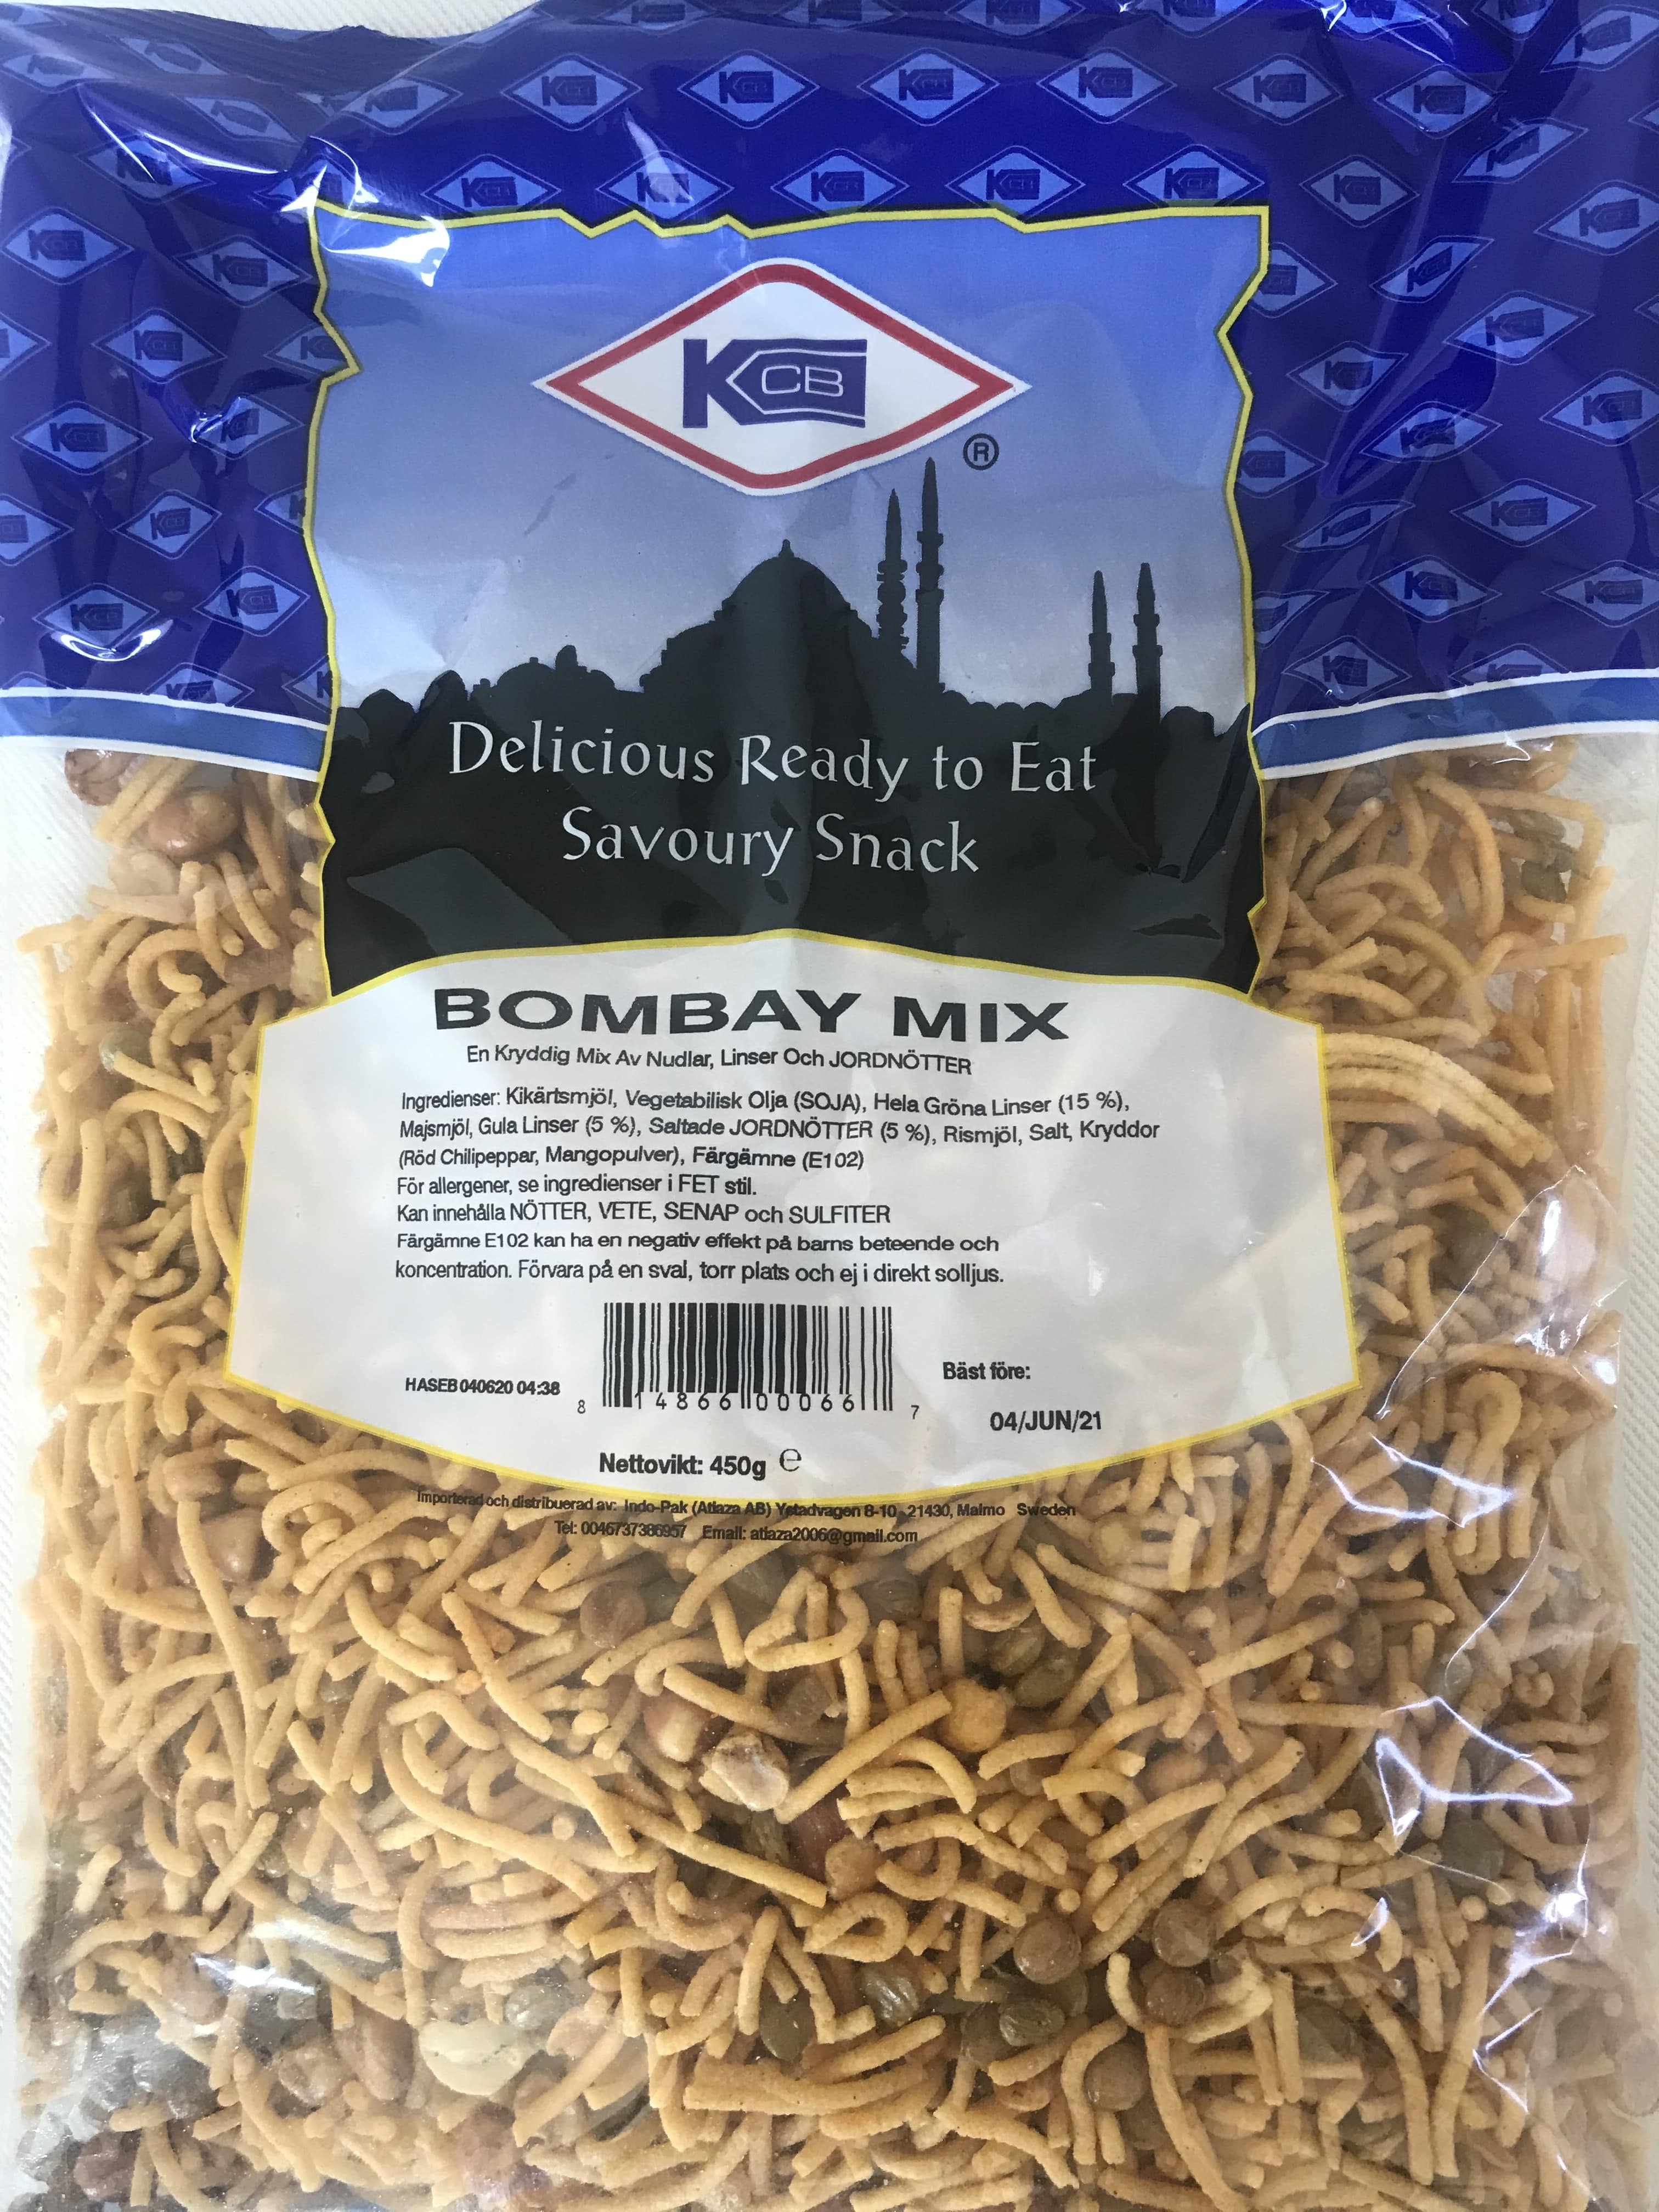 KCB
®
Delicious Ready to Eat
Savoury Snack
BOMBAY MIX
En Kryddig Mix Av Nudlar, Linser Och JORDNÖTTER
Ingredienser: Kikärtsmjöl, Vegetabilisk Olja (SOJA), Hela Gröna Linser (15 %),
Majsmjöl, Gula Linser (5 %), Saltade JORDNÖTTER (5 %), Rismjöl, Salt, Kryddor
(Röd Chilipeppar, Mangopulver), Färgämne (E102)
För allergener, se ingredienser i FET stil.
Kan innehålla NÖTTER, VETE, SENAP och SULFITER
Färgämne E102 kan ha en negativ effekt på barns beteende och
koncentration. Förvara på en sval, torr plats och ej i direkt solljus.
HASEB040620 04:38
8 14866 00066 7
Bäst före:
04/JUN/21
Nettovikt: 450g e
Importerad och distribuerad av: Indo-Pak (Atlaza AB) Ystadvagen 8-10, 21430, Malmo Sweden
Tel: 0046737386957 Email: atlaza2006@gmail.com